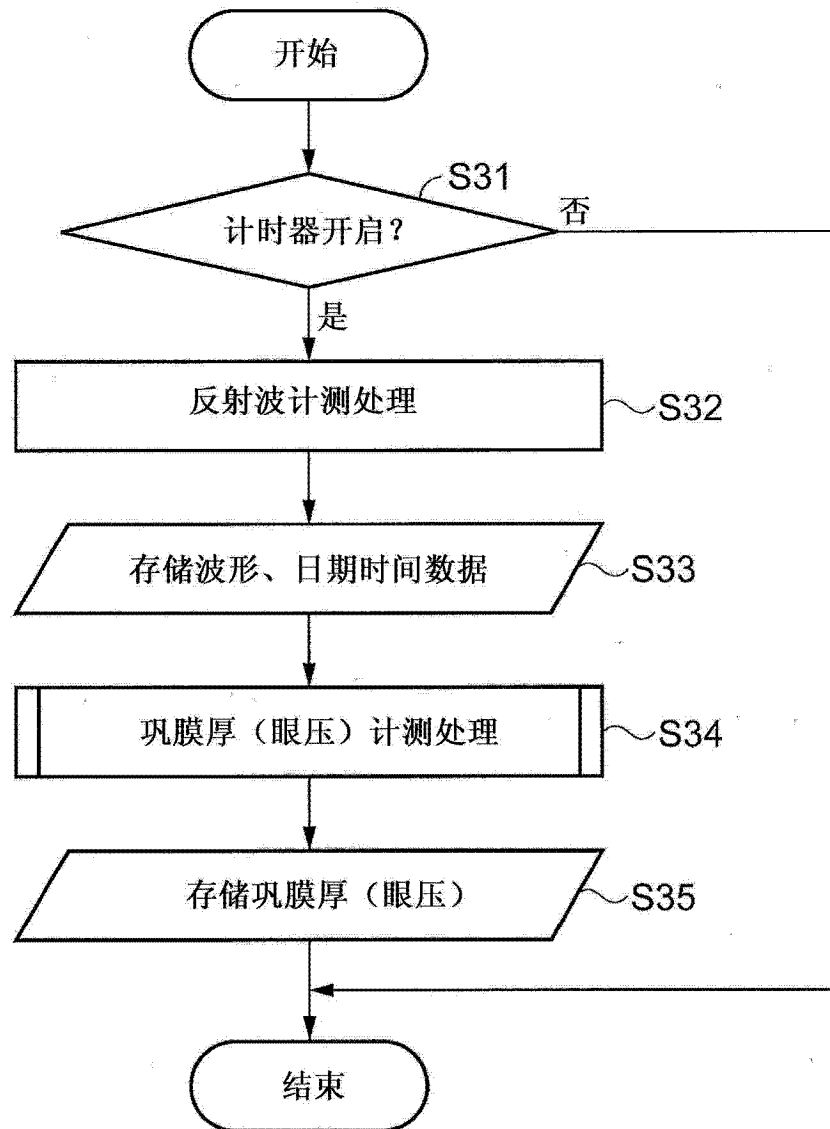 开始
S31
计时器开启?
否
是
反射波计测处理
S32
存储波形、日期时间数据
S33
巩膜厚（眼压）计测处理
S34
存储巩膜厚（眼压）
S35
结束